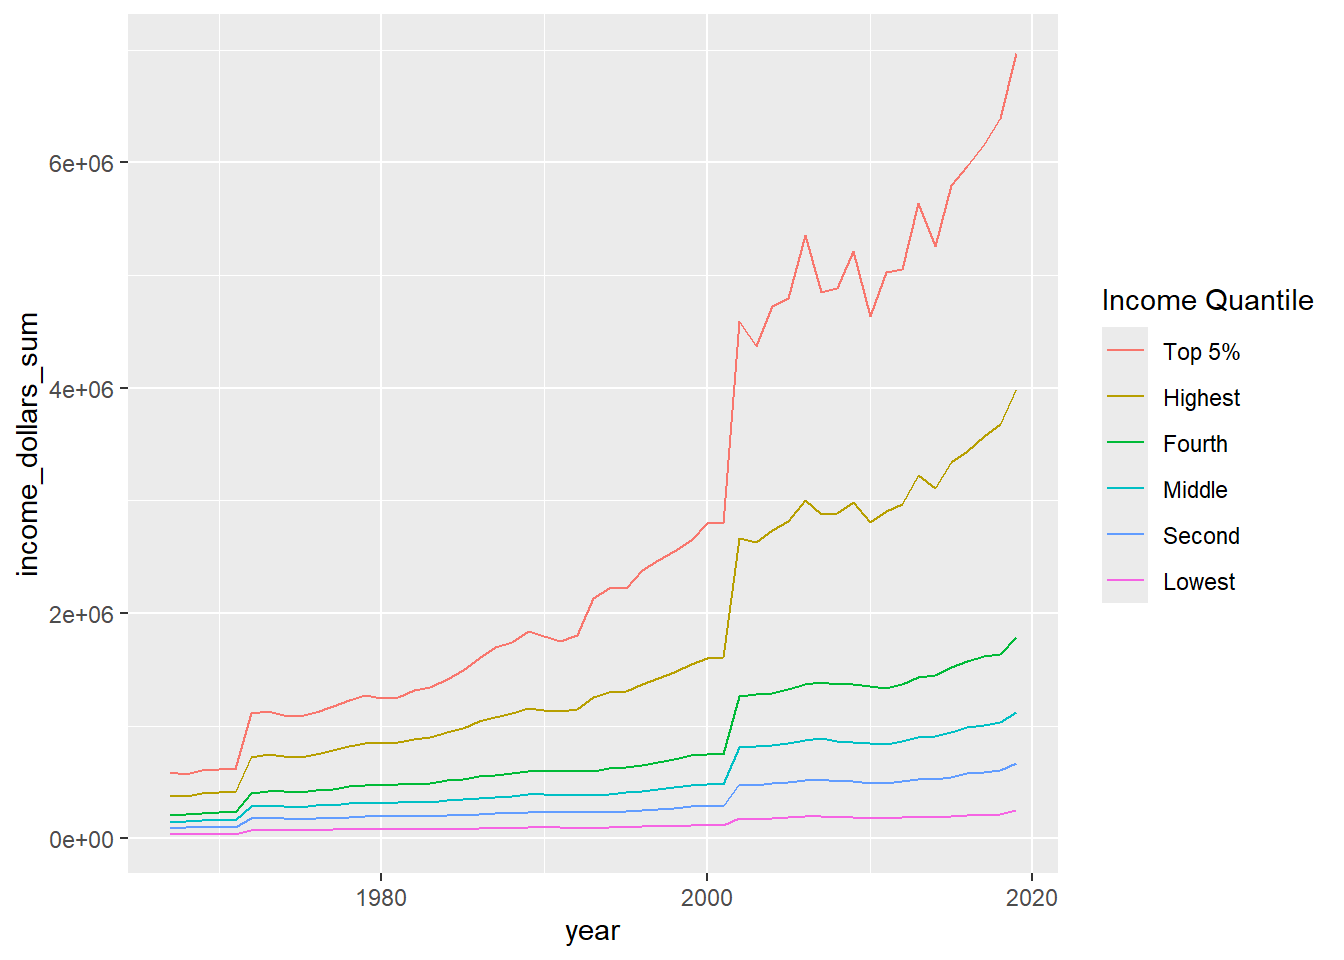 6e+06
4e+06
2e+06
0e+00
income_dollars_sum
1980
2000
2020
year
Income Quantile
Top 5%
Highest
Fourth
Middle
Second
Lowest